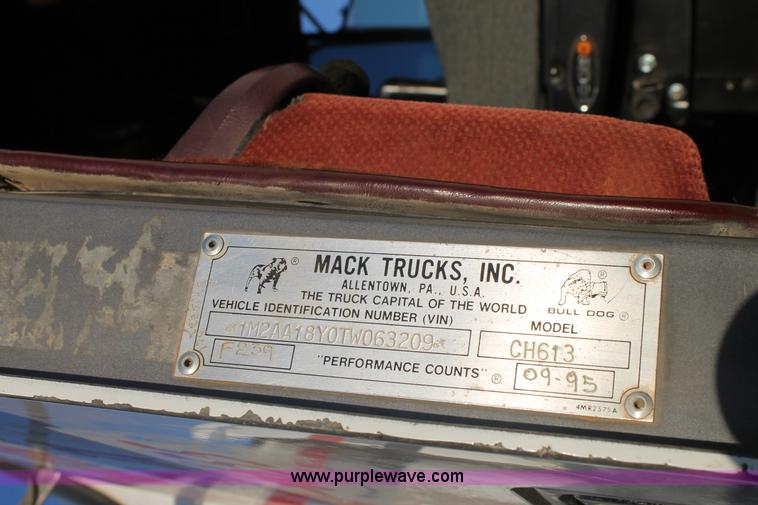 MACK TRUCKS, INC.
ALLENTOWN, PA., U.S.A.
THE TRUCK CAPITAL OF THE WORLD
BULL DOG ®
VEHICLE IDENTIFICATION NUMBER (VIN)
MODEL
1M2AA18Y0TW063209
CH613
FE39
"PERFORMANCE COUNTS" ®
09-95
4MR2575A
www.purplewave.com